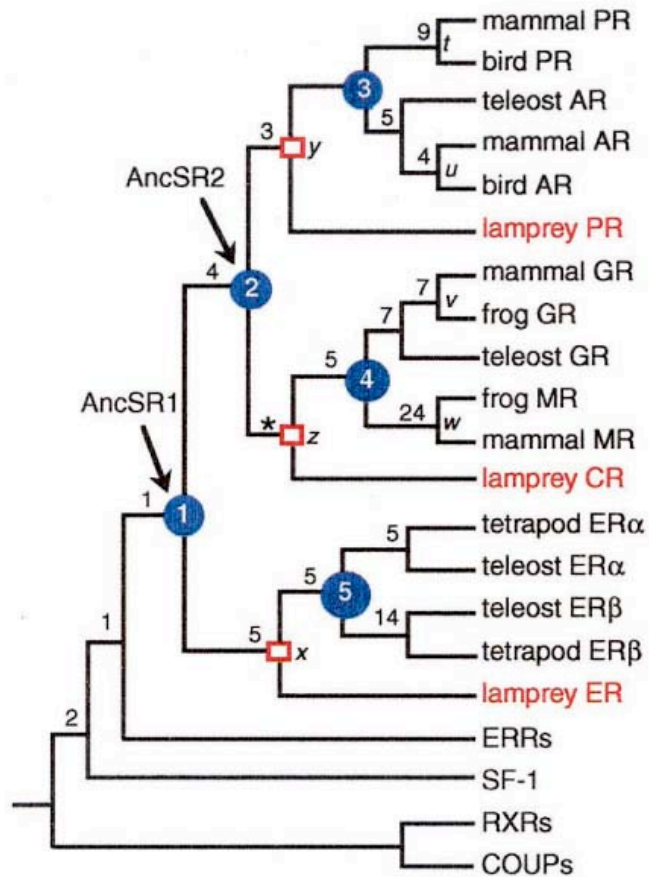 9 t mammal PR
bird PR
3
5 teleost AR
3 y
4 u mammal AR
bird AR
AncSR2
lamprey PR
4 2
7 v mammal GR
7 frog GR
5 teleost GR
4
AncSR1
24 w frog MR
* z mammal MR
lamprey CR
1 1
5 tetrapod ERα
5 5 teleost ERα
1 14 teleost ERβ
5 x tetrapod ERβ
lamprey ER
2 ERRs
SF-1
RXRs
COUPs